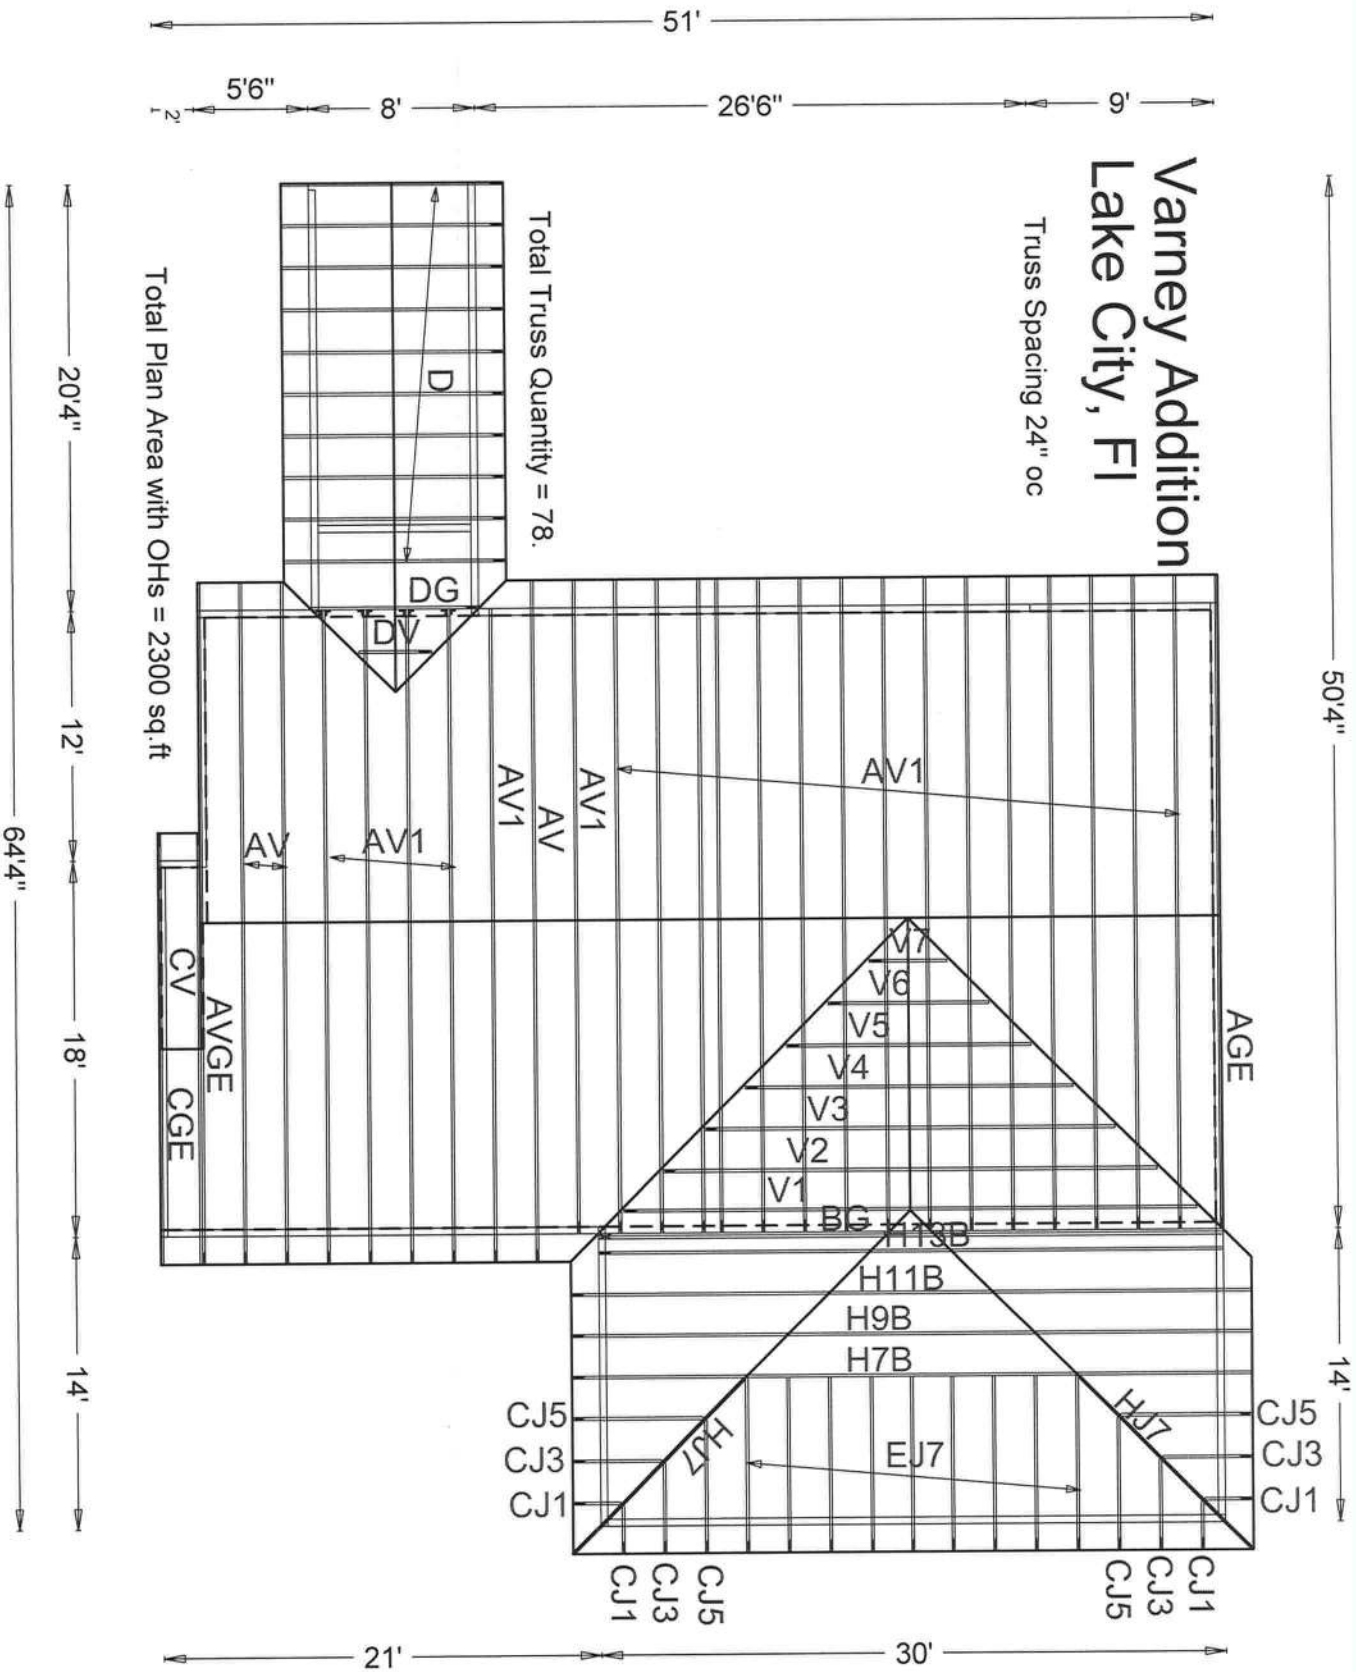 51'
2'
5'6"
8'
26'6"
9'
Varney Addition
Lake City, Fl
Truss Spacing 24" oc
Total Truss Quantity = 78.
Total Plan Area with OHs = 2300 sq.ft
64'4"
20'4"
12'
18'
14'
50'4"
14'
D
DG
DV
AV1
AV1
AV
AV1
AV
AV1
CV
AVGE
CGE
AGE
V7
V6
V5
V4
V3
V2
V1
BG
H13B
H11B
H9B
H7B
CJ5
CJ3
CJ1
HJ7
EJ7
HJ7
CJ5
CJ3
CJ1
CJ1
CJ3
CJ5
CJ5
CJ3
CJ1
21'
30'